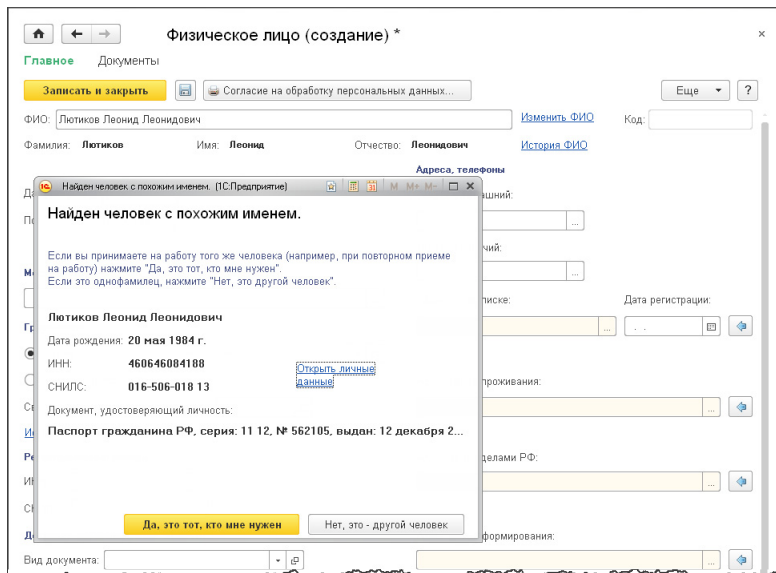 Физическое лицо (создание) *
Главное Документы
Записать и закрыть Согласие на обработку персональных данных... Еще ?
ФИО: Лютиков Леонид Леонидович Изменить ФИО Код:
Фамилия: Лютиков Имя: Леонид Отчество: Леонидович История ФИО
Адреса, телефоны
Найден человек с похожим именем. (1С:Предприятие) M M+ M-
Найден человек с похожим именем.
Если вы принимаете на работу того же человека (например, при повторном приеме
на работу) нажмите "Да, это тот, кто мне нужен".
Если это однофамилец, нажмите "Нет, это другой человек".
Дата регистрации:
Лютиков Леонид Леонидович
Дата рождения: 20 мая 1984 г.
ИНН: 460646084188 Открыть личные
СНИЛС: 016-506-018 13 данные
проживания:
Документ, удостоверяющий личность:
Паспорт гражданина РФ, серия: 11 12, № 562105, выдан: 12 декабря 2...
делами РФ:
Да, это тот, кто мне нужен Нет, это - другой человек
формирования:
Вид документа: